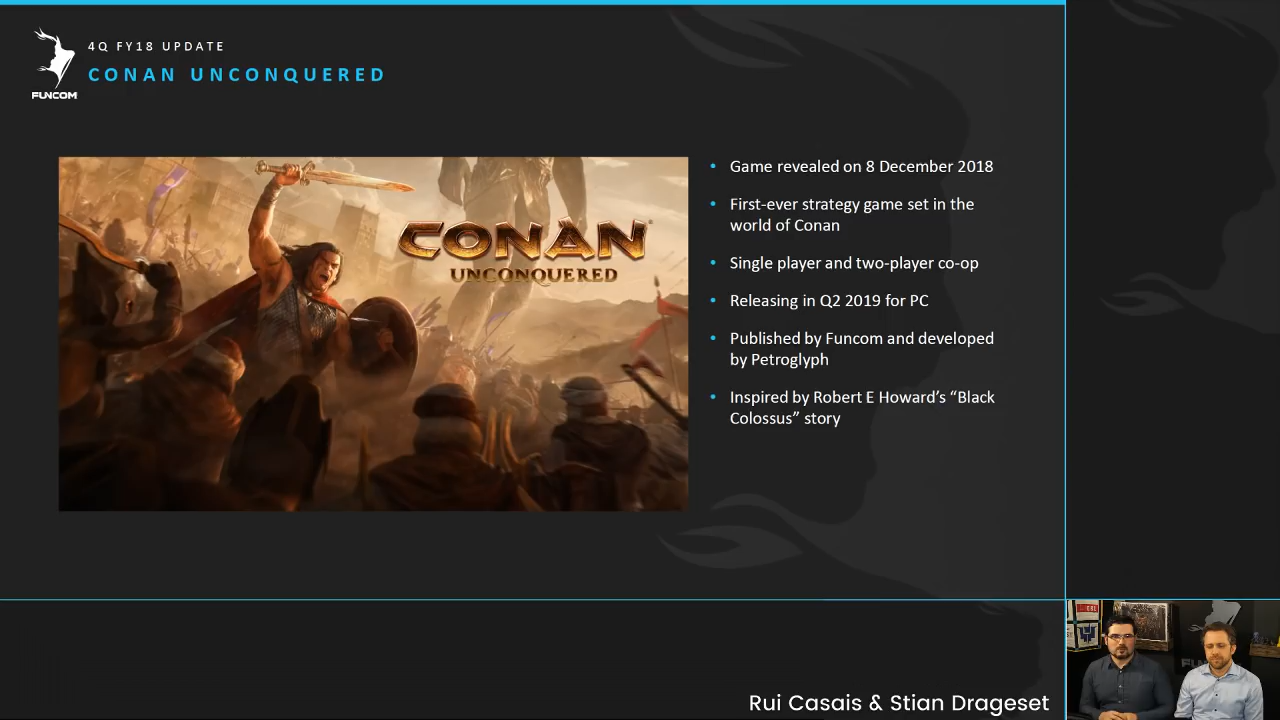 4Q FY18 UPDATE
CONAN UNCONQUERED
FUNCOM
CONAN
UNCONQUERED
• Game revealed on 8 December 2018
• First-ever strategy game set in the
world of Conan
• Single player and two-player co-op
• Releasing in Q2 2019 for PC
• Published by Funcom and developed
by Petroglyph
• Inspired by Robert E Howard’s “Black
Colossus” story
Rui Casais & Stian Drageset